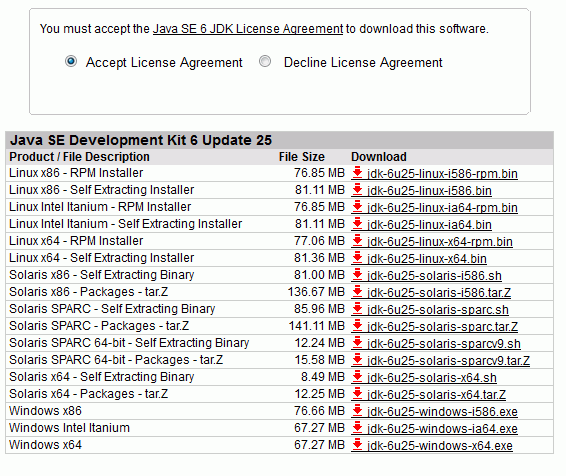 You must accept the Java SE 6 JDK License Agreement to download this software.
Accept License Agreement Decline License Agreement
Java SE Development Kit 6 Update 25
Product / File Description File Size Download
Linux x86 - RPM Installer 76.85 MB jdk-6u25-linux-i586-rpm.bin
Linux x86 - Self Extracting Installer 81.11 MB jdk-6u25-linux-i586.bin
Linux Intel Itanium - RPM Installer 76.85 MB jdk-6u25-linux-ia64-rpm.bin
Linux Intel Itanium - Self Extracting Installer 81.11 MB jdk-6u25-linux-ia64.bin
Linux x64 - RPM Installer 77.06 MB jdk-6u25-linux-x64-rpm.bin
Linux x64 - Self Extracting Installer 81.36 MB jdk-6u25-linux-x64.bin
Solaris x86 - Self Extracting Binary 81.00 MB jdk-6u25-solaris-i586.sh
Solaris x86 - Packages - tar.Z 136.67 MB jdk-6u25-solaris-i586.tar.Z
Solaris SPARC - Self Extracting Binary 85.96 MB jdk-6u25-solaris-sparc.sh
Solaris SPARC - Packages - tar.Z 141.11 MB jdk-6u25-solaris-sparc.tar.Z
Solaris SPARC 64-bit - Self Extracting Binary 12.24 MB jdk-6u25-solaris-sparcv9.sh
Solaris SPARC 64-bit - Packages - tar.Z 15.58 MB jdk-6u25-solaris-sparcv9.tar.Z
Solaris x64 - Self Extracting Binary 8.49 MB jdk-6u25-solaris-x64.sh
Solaris x64 - Packages - tar.Z 12.25 MB jdk-6u25-solaris-x64.tar.Z
Windows x86 76.66 MB jdk-6u25-windows-i586.exe
Windows Intel Itanium 67.27 MB jdk-6u25-windows-ia64.exe
Windows x64 67.27 MB jdk-6u25-windows-x64.exe